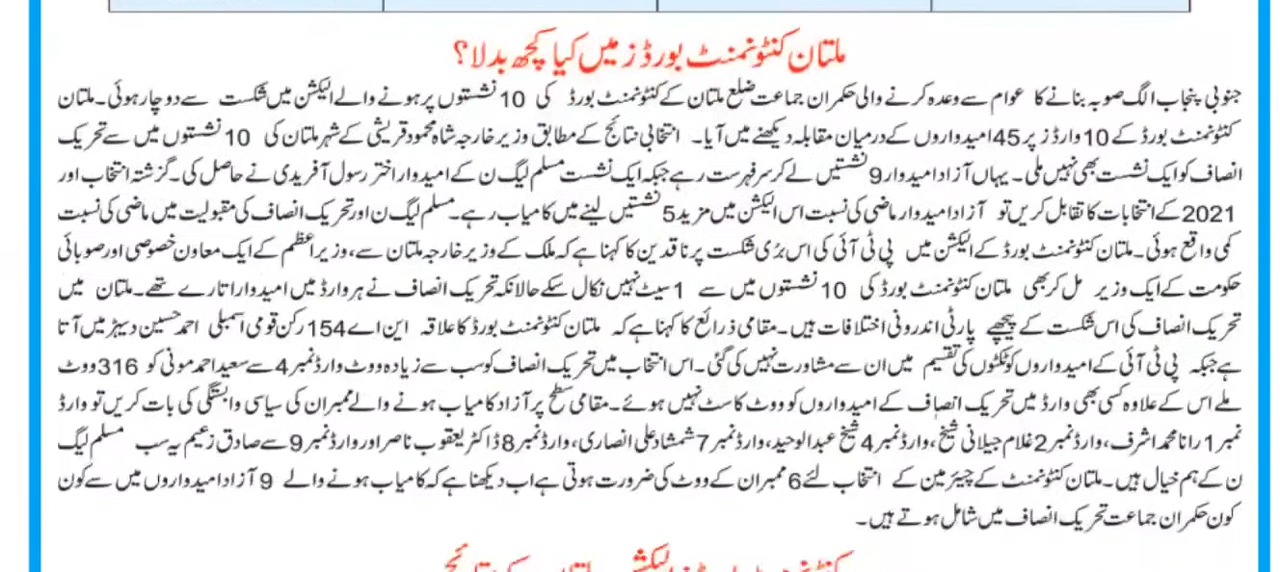 ملتان کنٹونمنٹ بورڈز میں کیا کچھ بدلا؟
جنوبی پنجاب الگ صوبہ بنانے کا عوام سے وعدہ کرنے والی حکمران جماعت ضلع ملتان کے کنٹونمنٹ بورڈ کی 10 نشستوں پر ہونے والے الیکشن میں شکست سے دوچار ہوئی۔ ملتان
کنٹونمنٹ بورڈ کے 10 وارڈز پر 45 امیدواروں کے درمیان مقابلہ دیکھنے میں آیا۔ انتخابی نتائج کے مطابق وزیر خارجہ شاہ محمود قریشی کے شہر ملتان کی 10 نشستوں میں سے تحریک
انصاف کو ایک نشست بھی نہیں ملی۔ یہاں آزاد امیدوار 9 نشستیں لے کر سرفہرست رہے جبکہ ایک نشست مسلم لیگ ن کے امیدوار اختر رسول آفریدی نے حاصل کی۔ گزشتہ انتخاب اور
2021 کے انتخابات کا تقابل کریں تو آزاد امیدوار ماضی کی نسبت اس الیکشن میں مزید 5 نشستیں لینے میں کامیاب رہے۔ مسلم لیگ ن اور تحریک انصاف کی مقبولیت میں ماضی کی نسبت
کمی واقع ہوئی۔ ملتان کنٹونمنٹ بورڈ کے الیکشن میں پی ٹی آئی کی اس بڑی شکست پر ناقدین کا کہنا ہے کہ ملک کے وزیر خارجہ ملتان سے، وزیر اعظم کے ایک معاون خصوصی اور صوبائی
حکومت کے ایک وزیر مل کر بھی ملتان کنٹونمنٹ بورڈ کی 10 نشستوں میں سے 1 سیٹ نہیں نکال سکے حالانکہ تحریک انصاف نے ہر وارڈ میں امیدوار اتارے تھے۔ ملتان میں
تحریک انصاف کی اس شکست کے پیچھے پارٹی اندرونی اختلافات ہیں۔ مقامی ذرائع کا کہنا ہے کہ ملتان کنٹونمنٹ بورڈ کا علاقہ این اے 154 رکن قومی اسمبلی احمد حسین دیہڑ میں آتا
ہے جبکہ پی ٹی آئی کے امیدواروں کو ٹکٹوں کی تقسیم میں ان سے مشاورت نہیں کی گئی۔ اس انتخاب میں تحریک انصاف کو سب سے زیادہ ووٹ وارڈ نمبر 4 سے سعید احمد مونی کو 316 ووٹ
ملے اس کے علاوہ کسی بھی وارڈ میں تحریک انصاف کے امیدواروں کو ووٹ کاسٹ نہیں ہوئے۔ مقامی سطح پر آزاد کامیاب ہونے والے ممبران کی سیاسی وابستگی کی بات کریں تو وارڈ
نمبر 1 رانا محمد اشرف، وارڈ نمبر 2 غلام جیلانی شیخ، وارڈ نمبر 4 شیخ عبدالوحید، وارڈ نمبر 7 شمشاد علی انصاری، وارڈ نمبر 8 ڈاکٹر یعقوب ناصر اور وارڈ نمبر 9 سے صادق زعیم یہ سب مسلم لیگ
ن کے ہم خیال ہیں۔ ملتان کنٹونمنٹ کے چیئرمین کے انتخاب لئے 6 ممبران کے ووٹ کی ضرورت ہوتی ہے اب دیکھنا ہے کہ کامیاب ہونے والے 9 آزاد امیدواروں میں سے کون
کون حکمران جماعت تحریک انصاف میں شامل ہوتے ہیں۔